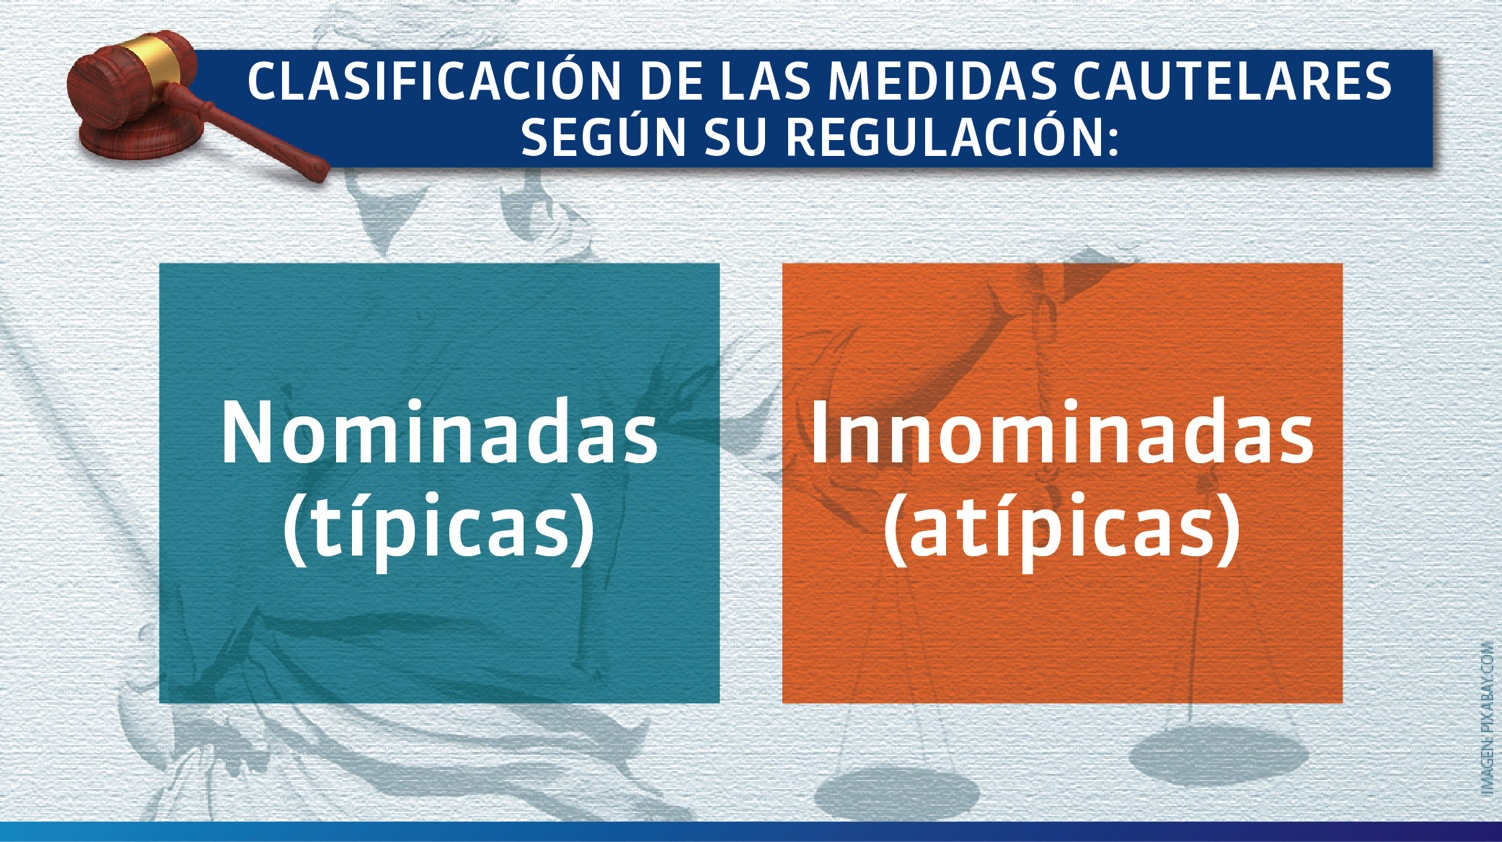 CLASIFICACIÓN DE LAS MEDIDAS CAUTELARES
SEGÚN SU REGULACIÓN:
Nominadas
(típicas)
Innominadas
(atípicas)
IMAGEN: PIXABAY.COM